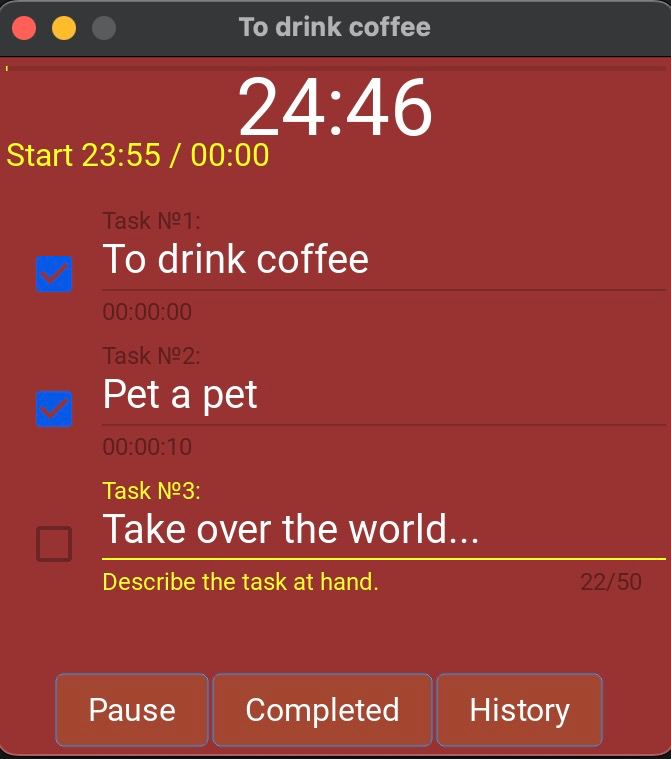 To drink coffee
24:46
Start 23:55 / 00:00
Task №1:
To drink coffee
00:00:00
Task №2:
Pet a pet
00:00:10
Task №3:
Take over the world...
Describe the task at hand. 22/50
Pause Completed History